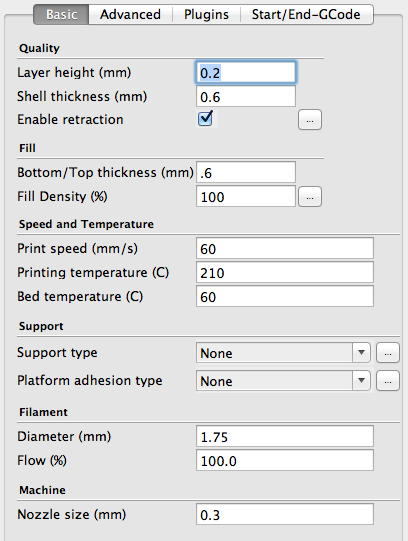 Basic Advanced Plugins Start/End-GCode
Quality
Layer height (mm) 0.2
Shell thickness (mm) 0.6
Enable retraction ...
Fill
Bottom/Top thickness (mm) .6
Fill Density (%) 100 ...
Speed and Temperature
Print speed (mm/s) 60
Printing temperature (C) 210
Bed temperature (C) 60
Support
Support type None ...
Platform adhesion type None ...
Filament
Diameter (mm) 1.75
Flow (%) 100.0
Machine
Nozzle size (mm) 0.3